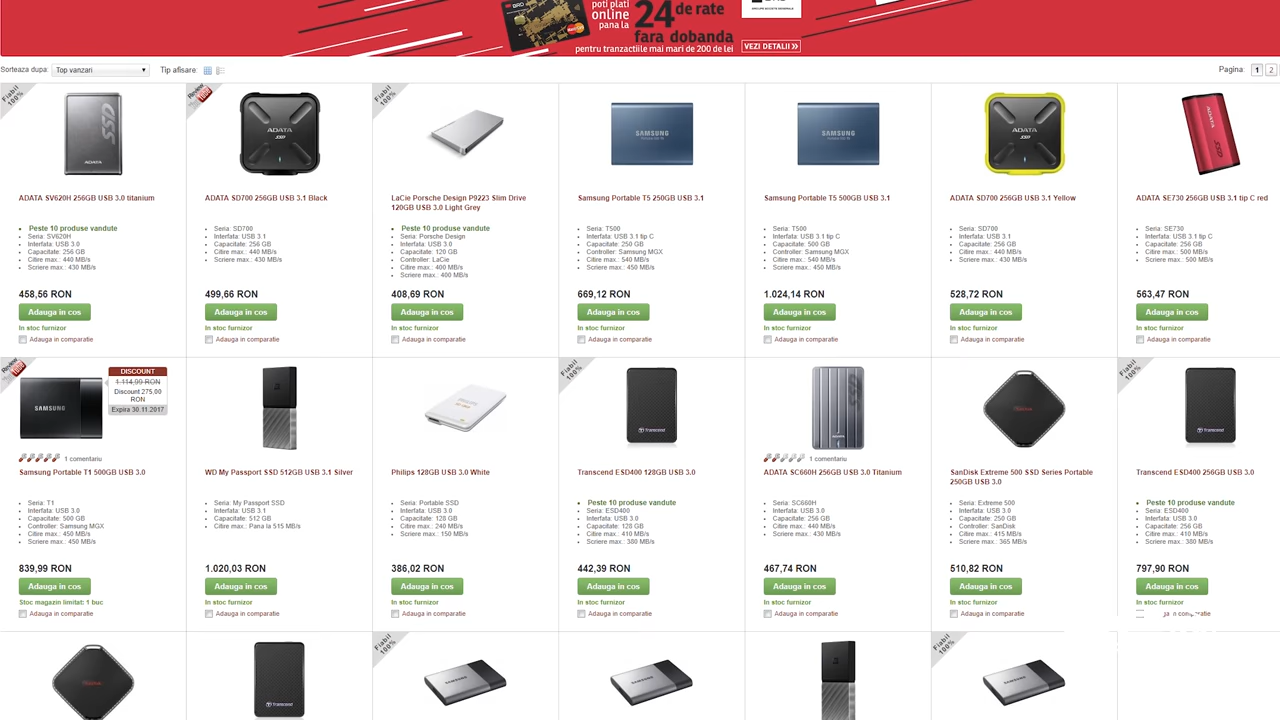 poti plati
online
pana la
24 de rate
fara dobanda
pentru tranzactiile mai mari de 200 de lei
VEZI DETALII
Sorteaza dupa: Top vanzari Tip afisare: Pagina: 1 2
Fiabil 100%
ADATA SV620H 256GB USB 3.0 titanium
Peste 10 produse vandute
Seria: SV620H
Interfata: USB 3.0
Capacitate: 256 GB
Citire max.: 440 MB/s
Scriere max.: 430 MB/s
458,56 RON
Adauga in cos
In stoc furnizor
Adauga in comparatie
Review
ADATA SD700 256GB USB 3.1 Black
Seria: SD700
Interfata: USB 3.1
Capacitate: 256 GB
Citire max.: 440 MB/s
Scriere max.: 430 MB/s
499,66 RON
Adauga in cos
In stoc furnizor
Adauga in comparatie
Fiabil 100%
LaCie Porsche Design P9223 Slim Drive
120GB USB 3.0 Light Grey
Peste 10 produse vandute
Seria: Porsche Design
Interfata: USB 3.0
Capacitate: 120 GB
Controller: LaCie
Citire max.: 400 MB/s
Scriere max.: 400 MB/s
408,69 RON
Adauga in cos
In stoc furnizor
Adauga in comparatie
SAMSUNG
Samsung Portable T5 250GB USB 3.1
Seria: T500
Interfata: USB 3.1 tip C
Capacitate: 250 GB
Controller: Samsung MGX
Citire max.: 540 MB/s
Scriere max.: 450 MB/s
669,12 RON
Adauga in cos
In stoc furnizor
Adauga in comparatie
SAMSUNG
Samsung Portable T5 500GB USB 3.1
Seria: T500
Interfata: USB 3.1 tip C
Capacitate: 500 GB
Controller: Samsung MGX
Citire max.: 540 MB/s
Scriere max.: 450 MB/s
1.024,14 RON
Adauga in cos
In stoc furnizor
Adauga in comparatie
ADATA SD700 256GB USB 3.1 Yellow
Seria: SD700
Interfata: USB 3.1
Capacitate: 256 GB
Citire max.: 440 MB/s
Scriere max.: 430 MB/s
528,72 RON
Adauga in cos
In stoc furnizor
Adauga in comparatie
ADATA SE730 256GB USB 3.1 tip C red
Seria: SE730
Interfata: USB 3.1 tip C
Capacitate: 256 GB
Citire max.: 500 MB/s
Scriere max.: 500 MB/s
563,47 RON
Adauga in cos
In stoc furnizor
Adauga in comparatie
Review
SAMSUNG
DISCOUNT
1.114,99 RON
Discount 275,00
RON
Expira 30.11.2017
1 comentariu
Samsung Portable T1 500GB USB 3.0
Seria: T1
Interfata: USB 3.0
Capacitate: 500 GB
Controller: Samsung MGX
Citire max.: 450 MB/s
Scriere max.: 450 MB/s
839,99 RON
Adauga in cos
Stoc magazin limitat: 1 buc
Adauga in comparatie
WD My Passport SSD 512GB USB 3.1 Silver
Seria: My Passport SSD
Interfata: USB 3.1
Capacitate: 512 GB
Citire max.: Pana la 515 MB/s
1.020,03 RON
Adauga in cos
In stoc furnizor
Adauga in comparatie
Philips 128GB USB 3.0 White
Seria: Portable SSD
Interfata: USB 3.0
Capacitate: 128 GB
Citire max.: 240 MB/s
Scriere max.: 150 MB/s
386,02 RON
Adauga in cos
In stoc furnizor
Adauga in comparatie
Fiabil 100%
Transcend
Transcend ESD400 128GB USB 3.0
Peste 10 produse vandute
Seria: ESD400
Interfata: USB 3.0
Capacitate: 128 GB
Citire max.: 410 MB/s
Scriere max.: 380 MB/s
442,39 RON
Adauga in cos
In stoc furnizor
Adauga in comparatie
1 comentariu
ADATA SC660H 256GB USB 3.0 Titanium
Seria: SC660H
Interfata: USB 3.0
Capacitate: 256 GB
Citire max.: 440 MB/s
Scriere max.: 430 MB/s
467,74 RON
Adauga in cos
In stoc furnizor
Adauga in comparatie
SanDisk Extreme 500 SSD Series Portable
250GB USB 3.0
Seria: Extreme 500
Interfata: USB 3.0
Capacitate: 250 GB
Controller: SanDisk
Citire max.: 415 MB/s
Scriere max.: 365 MB/s
510,82 RON
Adauga in cos
In stoc furnizor
Adauga in comparatie
Fiabil 100%
Transcend
Transcend ESD400 256GB USB 3.0
Peste 10 produse vandute
Seria: ESD400
Interfata: USB 3.0
Capacitate: 256 GB
Citire max.: 410 MB/s
Scriere max.: 380 MB/s
797,90 RON
Adauga in cos
In stoc furnizor
Transcend
Fiabil 100%
SAMSUNG
SAMSUNG
Fiabil 100%
SAMSUNG